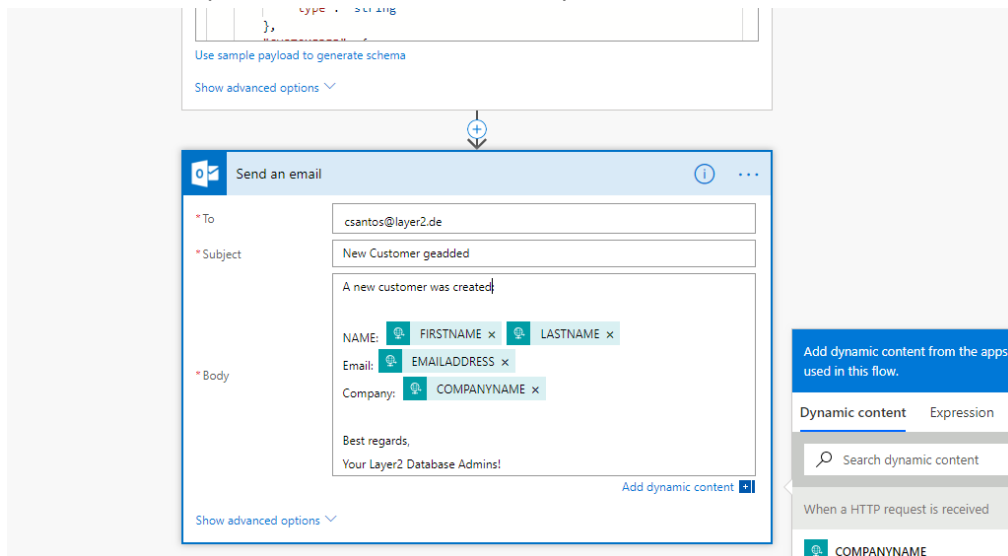 "type": "string"
},
Use sample payload to generate schema
Show advanced options
Send an email
* To
csantos@layer2.de
* Subject
New Customer geadded
* Body
A new customer was created:
NAME: FIRSTNAME × LASTNAME ×
Email: EMAILADDRESS ×
Company: COMPANYNAME ×
Best regards,
Your Layer2 Database Admins!
Add dynamic content
Show advanced options
Add dynamic content from the apps
used in this flow.
Dynamic content Expression
Search dynamic content
When a HTTP request is received
COMPANYNAME